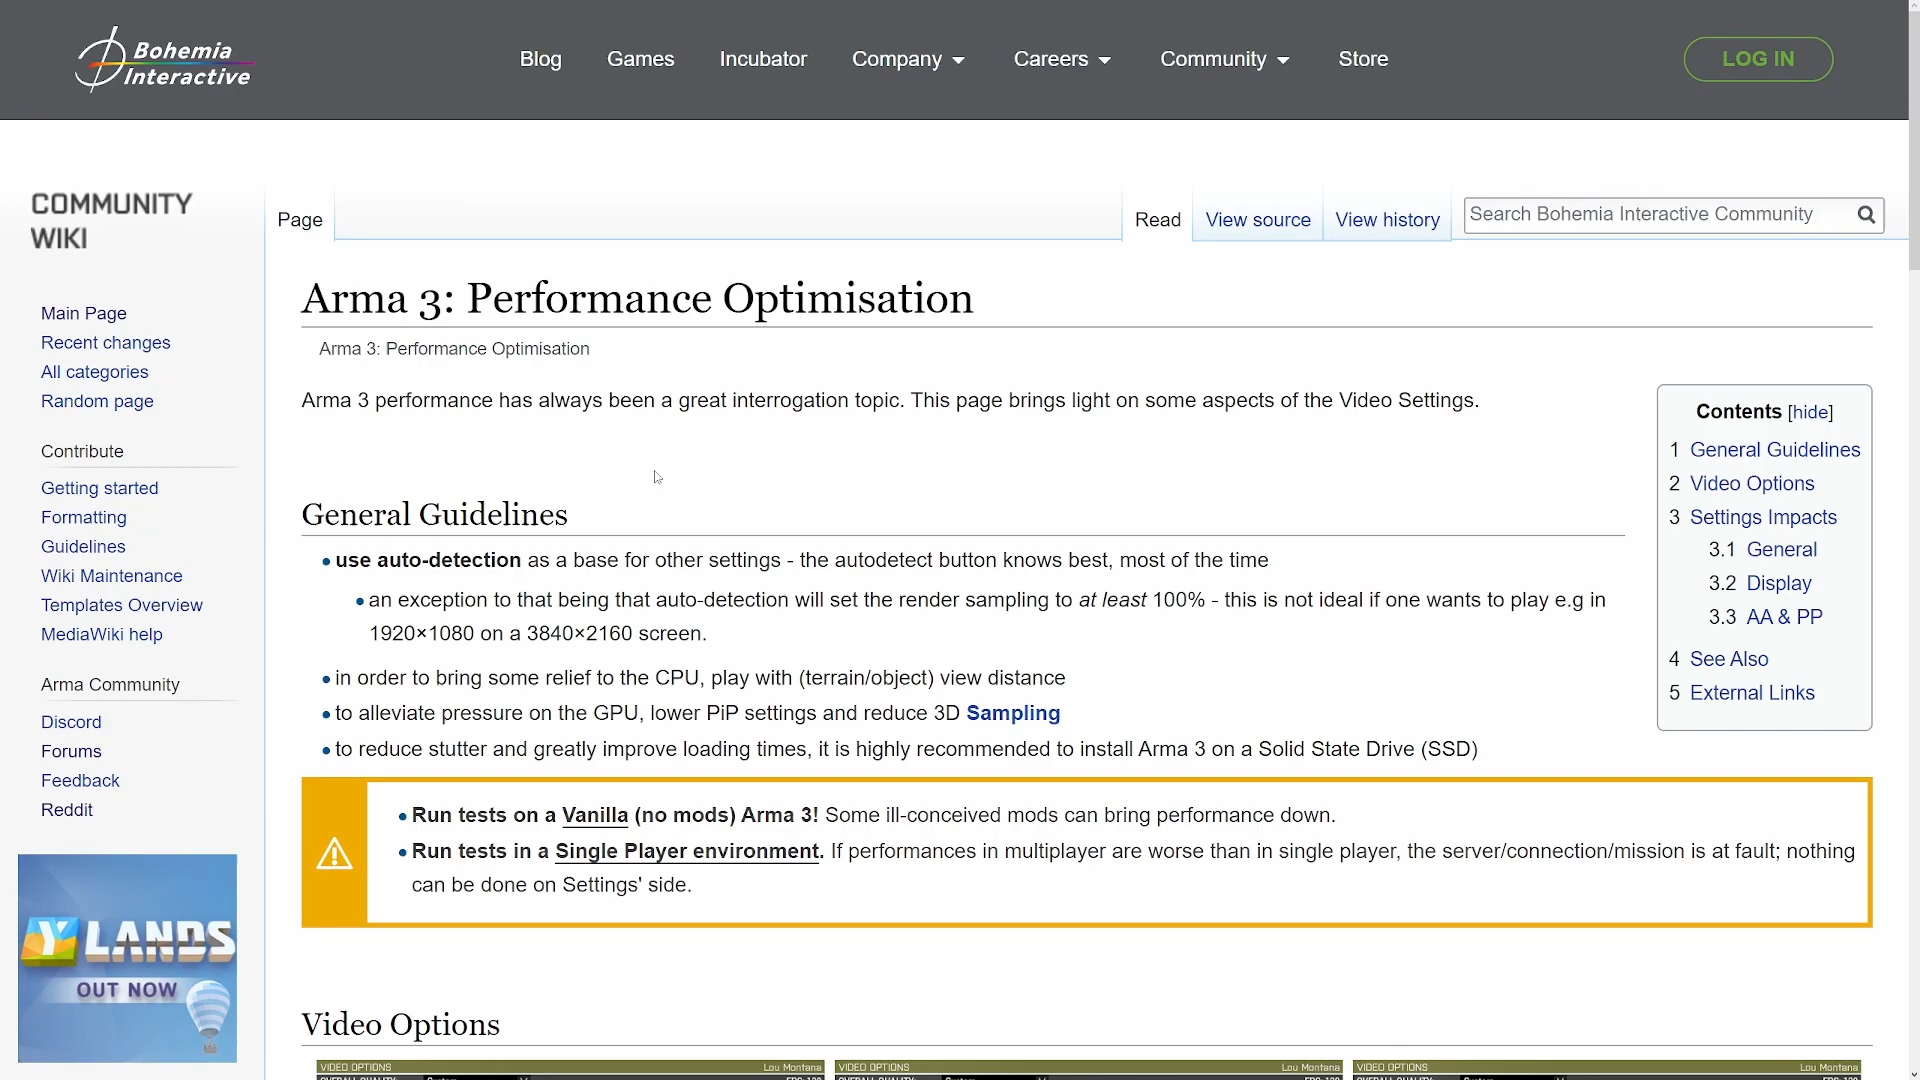 Bohemia
Interactive
Blog
Games
Incubator
Company
Careers
Community
Store
LOG IN
COMMUNITY
WIKI
Page
Read
View source
View history
Search Bohemia Interactive Community
Main Page
Recent changes
All categories
Random page
Contribute
Getting started
Formatting
Guidelines
Wiki Maintenance
Templates Overview
MediaWiki help
Arma Community
Discord
Forums
Feedback
Reddit
YLANDS
OUT NOW
Arma 3: Performance Optimisation
Arma 3: Performance Optimisation
Arma 3 performance has always been a great interrogation topic. This page brings light on some aspects of the Video Settings.
Contents [hide]
1 General Guidelines
2 Video Options
3 Settings Impacts
3.1 General
3.2 Display
3.3 AA & PP
4 See Also
5 External Links
General Guidelines
use auto-detection as a base for other settings - the autodetect button knows best, most of the time
an exception to that being that auto-detection will set the render sampling to at least 100% - this is not ideal if one wants to play e.g in
1920×1080 on a 3840×2160 screen.
in order to bring some relief to the CPU, play with (terrain/object) view distance
to alleviate pressure on the GPU, lower PiP settings and reduce 3D Sampling
to reduce stutter and greatly improve loading times, it is highly recommended to install Arma 3 on a Solid State Drive (SSD)
Run tests on a Vanilla (no mods) Arma 3! Some ill-conceived mods can bring performance down.
Run tests in a Single Player environment. If performances in multiplayer are worse than in single player, the server/connection/mission is at fault; nothing
can be done on Settings' side.
Video Options
VIDEO OPTIONS
Lou Montana
VIDEO OPTIONS
Lou Montana
VIDEO OPTIONS
Lou Montana